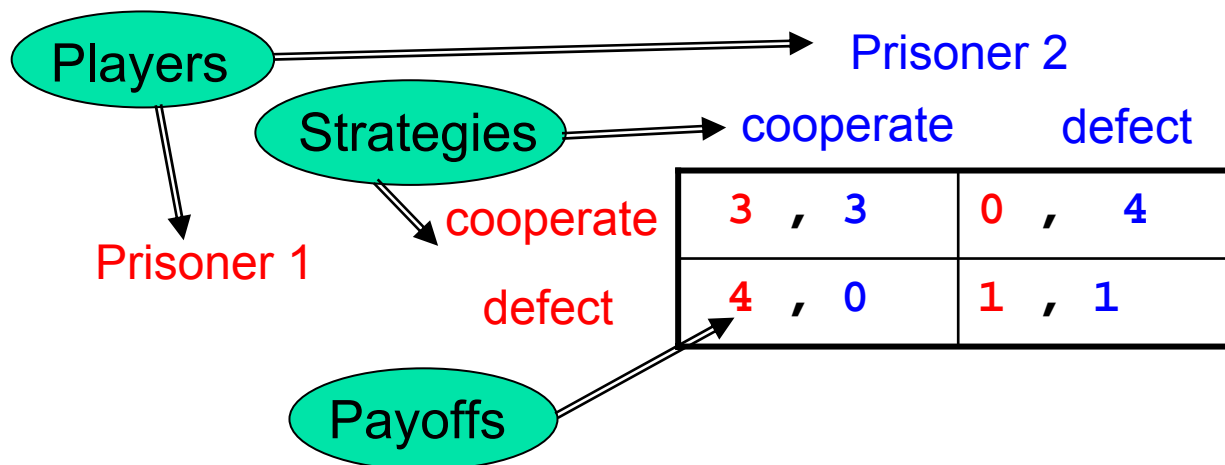 Players
Prisoner 2
Strategies
cooperate defect
cooperate 3 , 3 0 , 4
Prisoner 1
defect 4 , 0 1 , 1
Payoffs